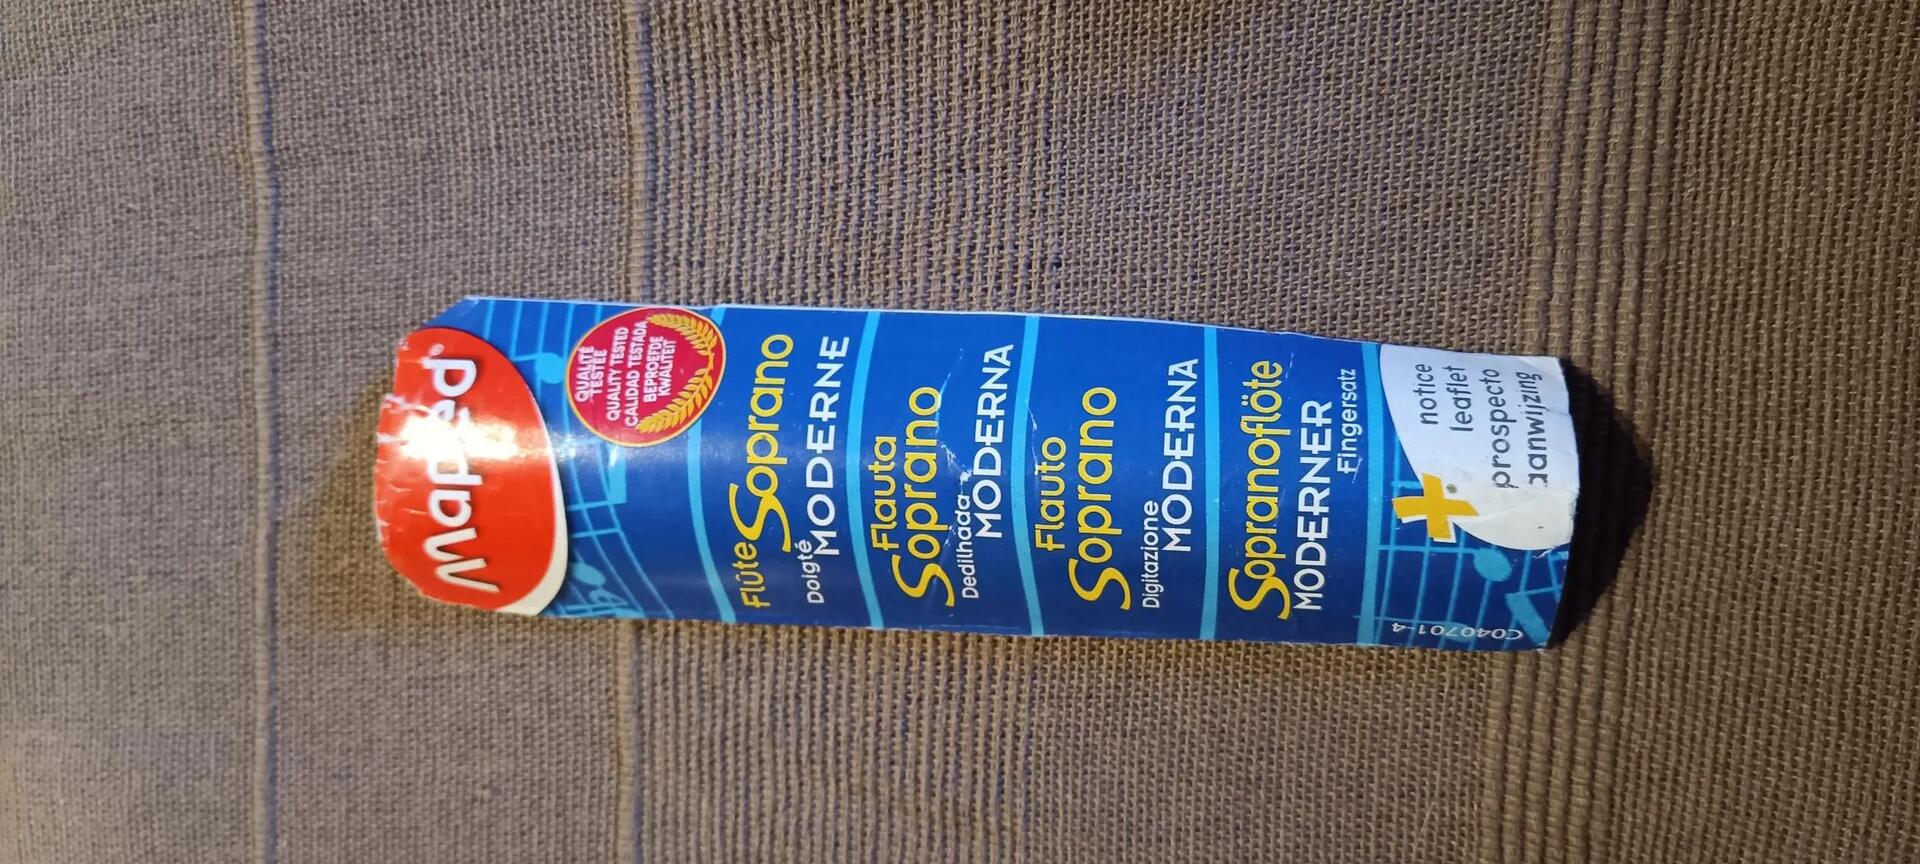 Maped®
QUALITÉ
TESTÉE
QUALITY TESTED
CALIDAD TESTADA
BEPROEFDE
KWALITEIT
Flûte Soprano
Doigté
MODERNE
Flauta
Soprano
Dedilhada
MODERNA
Flauto
Soprano
Digitazione
MODERNA
Sopranoflöte
MODERNER
Fingersatz
+
notice
leaflet
prospecto
aanwijzing
C040701-4